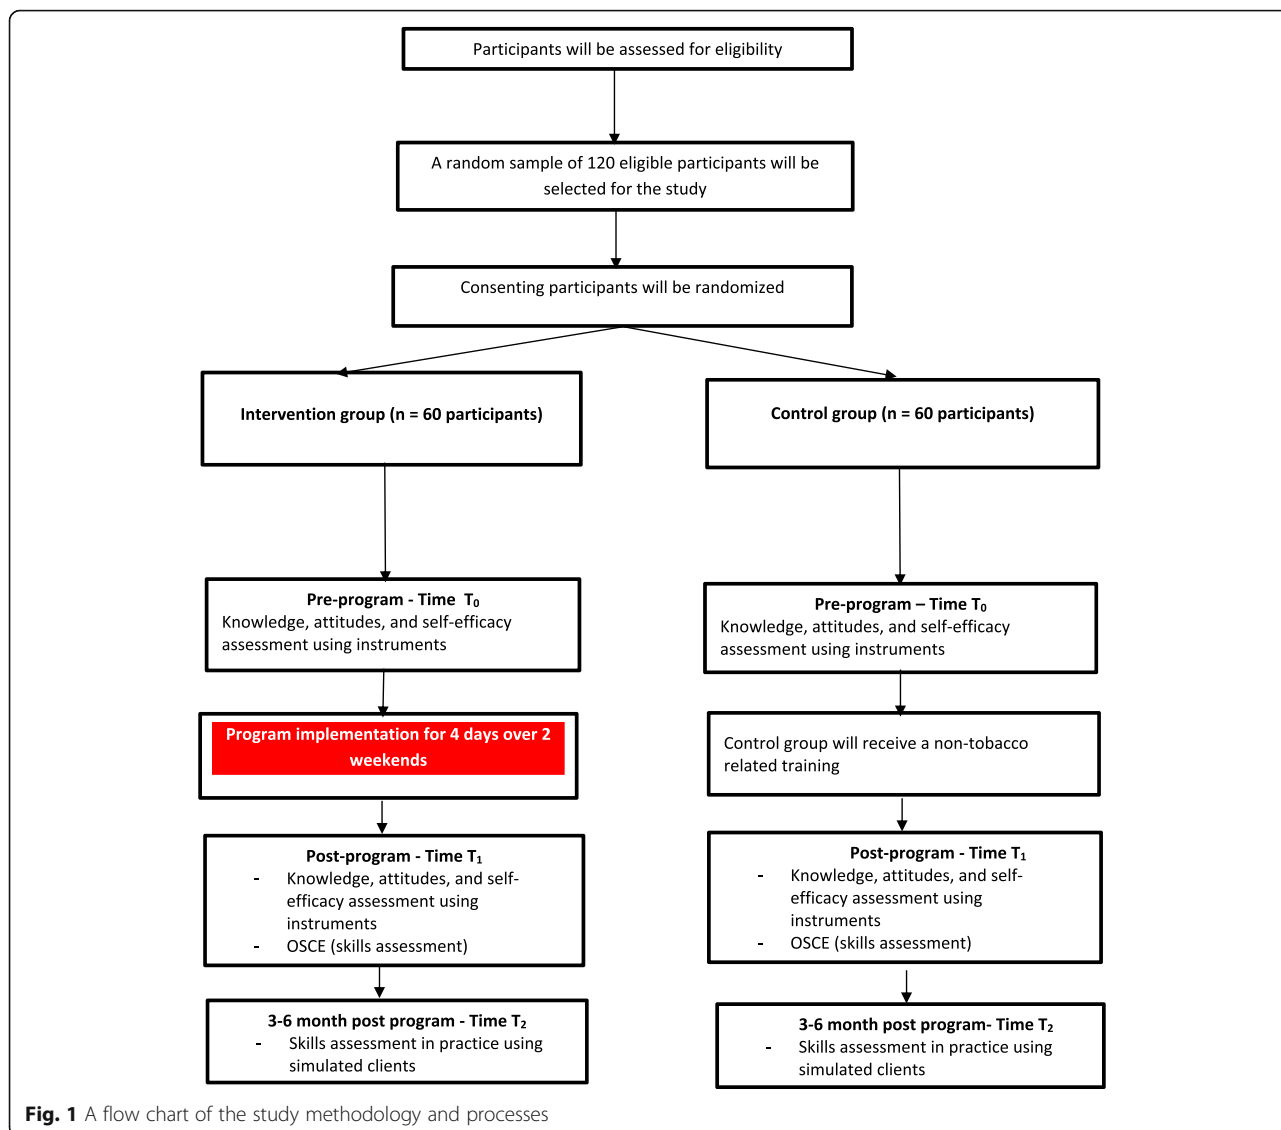 Participants will be assessed for eligibility
A random sample of 120 eligible participants will be
selected for the study
Consenting participants will be randomized
Intervention group (n = 60 participants)
Control group (n = 60 participants)
Pre-program - Time T₀
Knowledge, attitudes, and self-efficacy
assessment using instruments
Pre-program – Time T₀
Knowledge, attitudes, and self-efficacy
assessment using instruments
Program implementation for 4 days over 2
weekends
Control group will receive a non-tobacco
related training
Post-program - Time T₁
- Knowledge, attitudes, and self-
efficacy assessment using
instruments
- OSCE (skills assessment)
Post-program - Time T₁
- Knowledge, attitudes, and self-
efficacy assessment using
instruments
- OSCE (skills assessment)
3-6 month post program - Time T₂
- Skills assessment in practice using
simulated clients
3-6 month post program- Time T₂
- Skills assessment in practice using
simulated clients
Fig. 1 A flow chart of the study methodology and processes